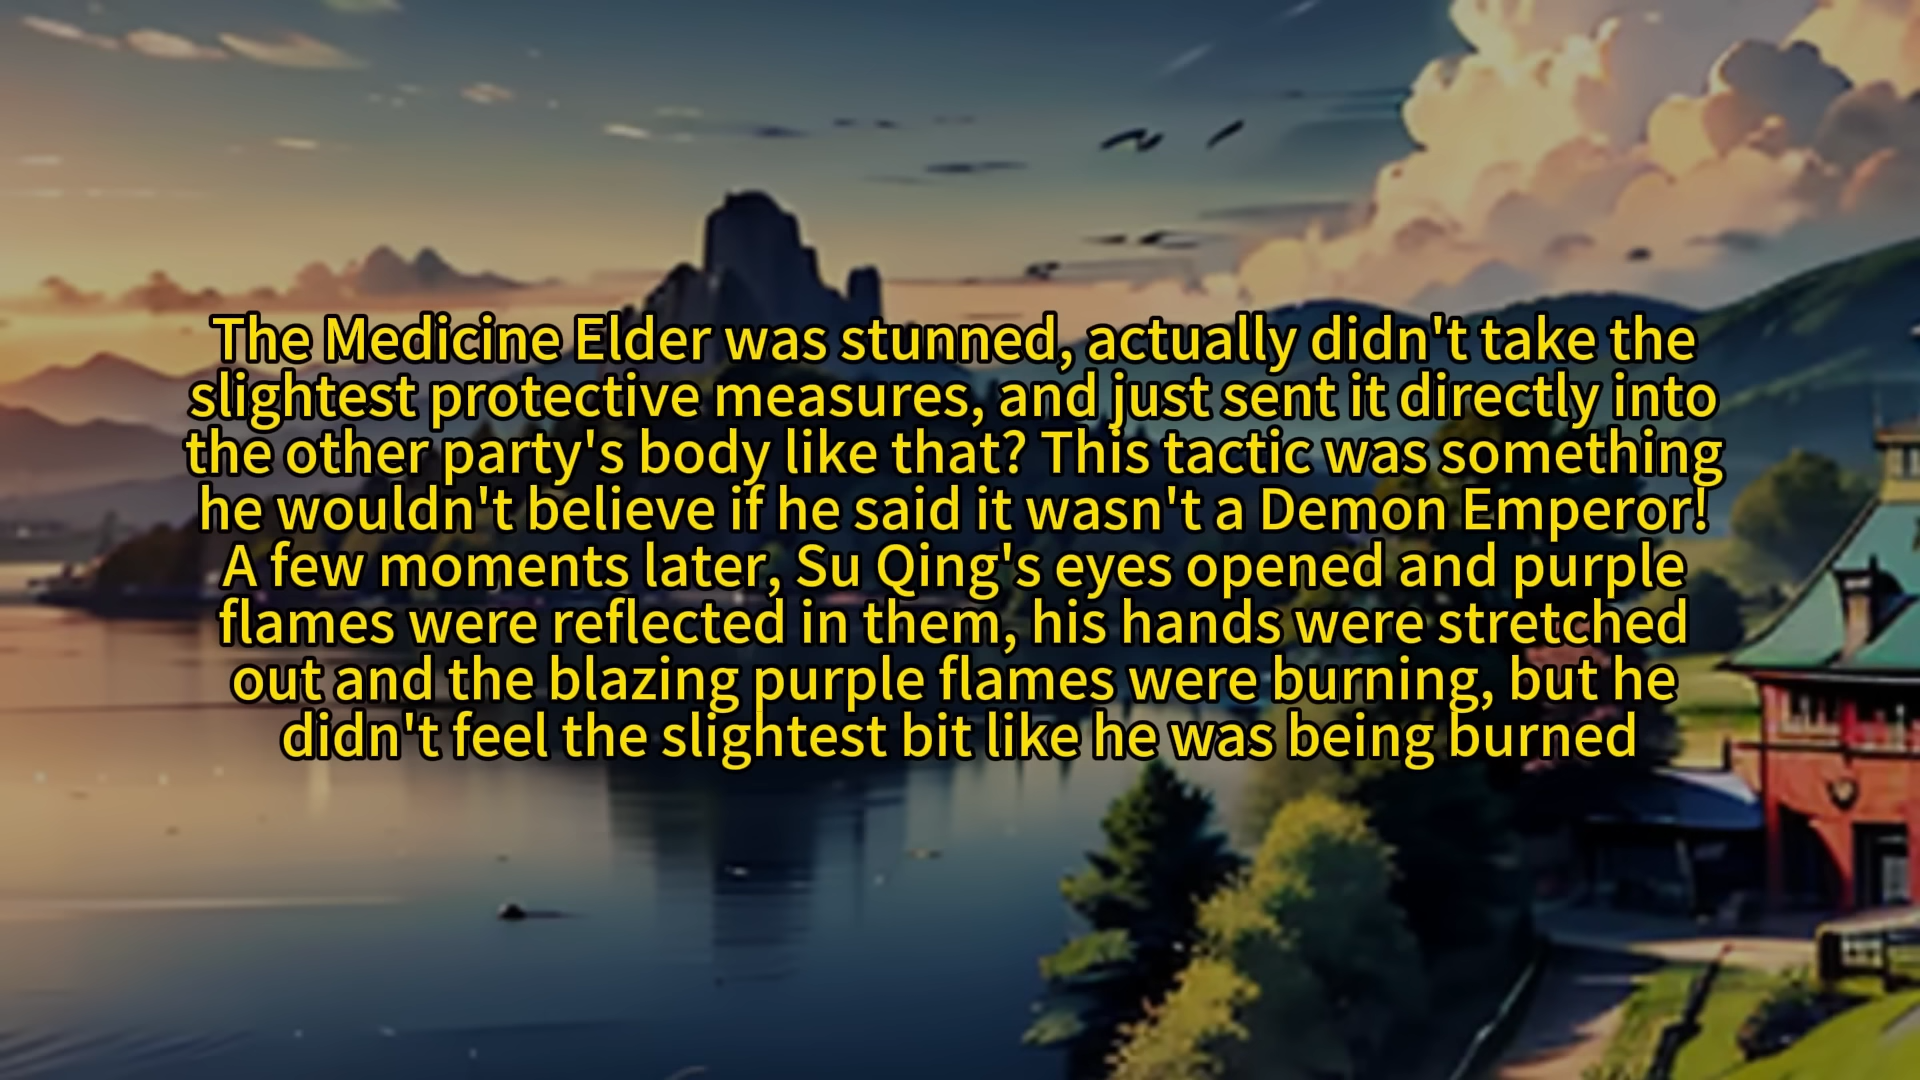 The Medicine Elder was stunned, actually didn't take the
slightest protective measures, and just sent it directly into
the other party's body like that? This tactic was something
he wouldn't believe if he said it wasn't a Demon Emperor!
A few moments later, Su Qing's eyes opened and purple
flames were reflected in them, his hands were stretched
out and the blazing purple flames were burning, but he
didn't feel the slightest bit like he was being burned